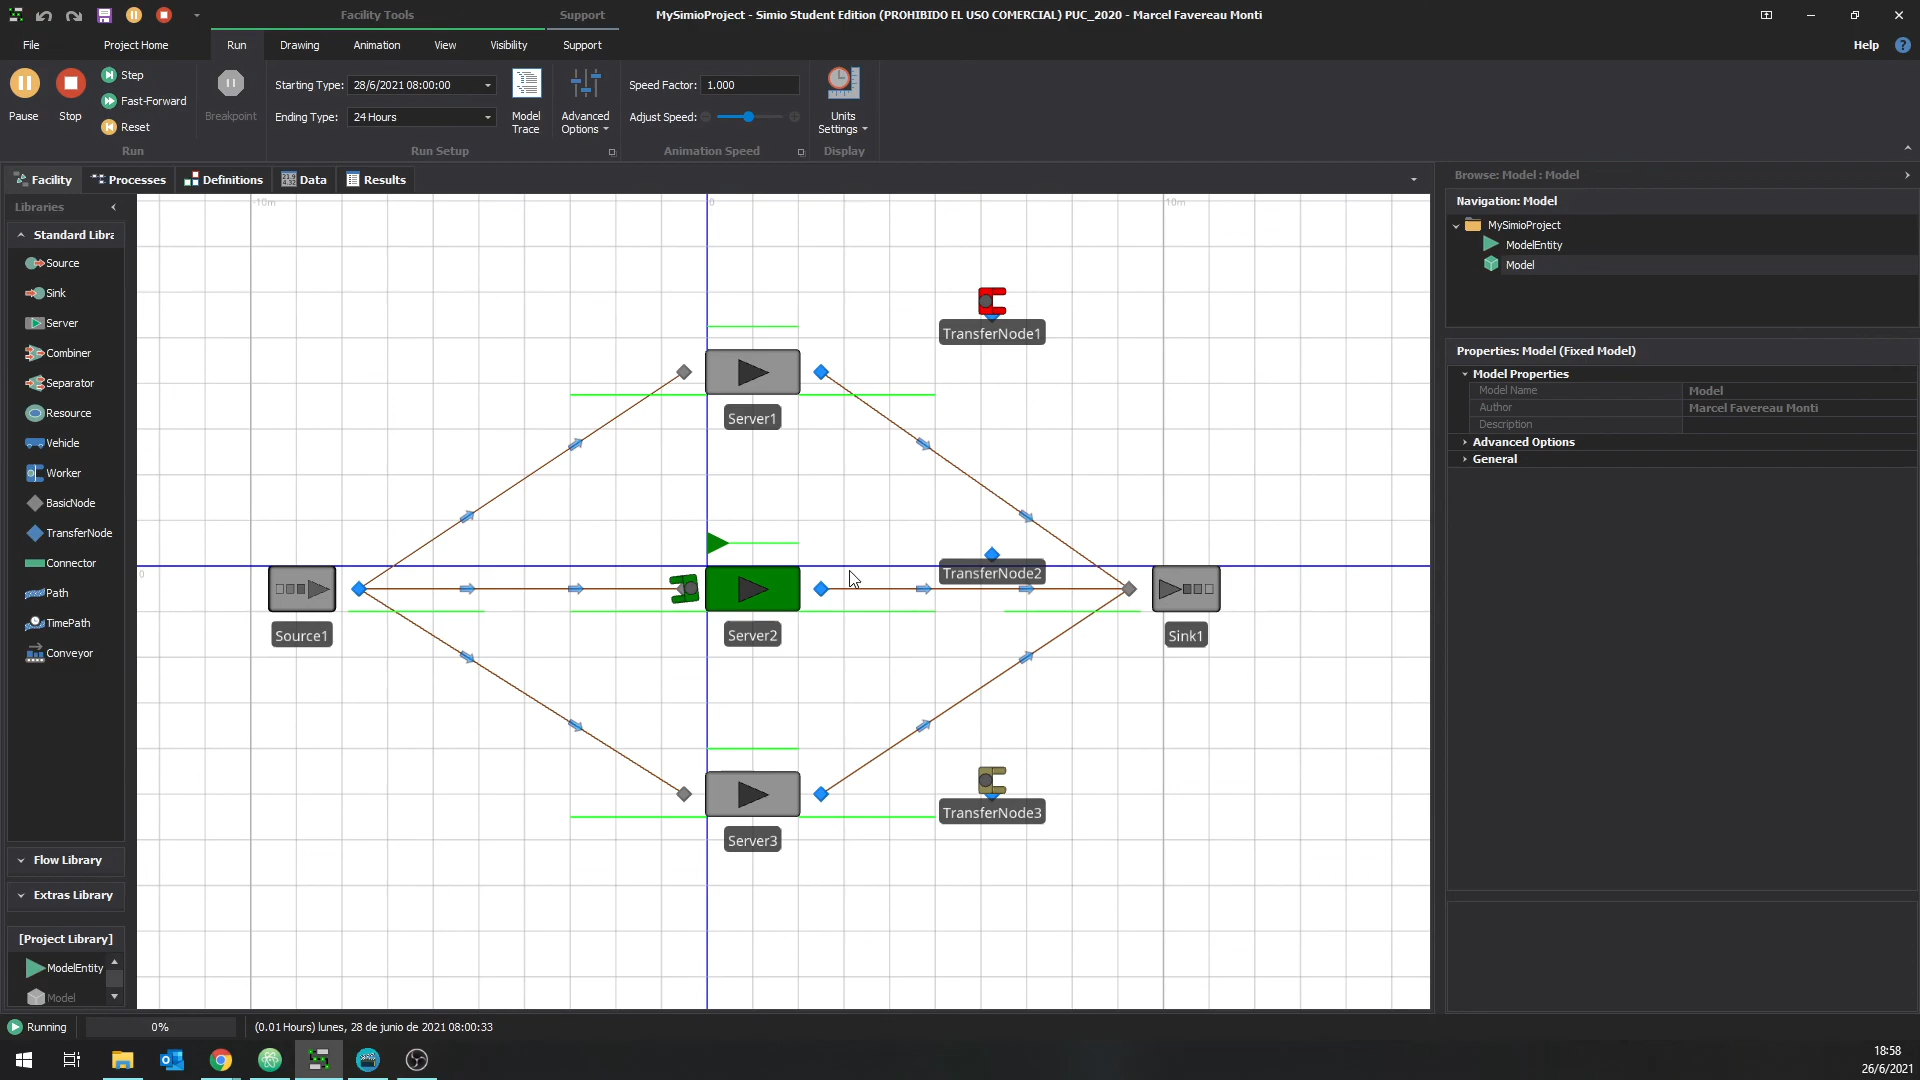 Facility Tools
Support
MySimioProject - Simio Student Edition (PROHIBIDO EL USO COMERCIAL) PUC_2020 - Marcel Favereau Monti
File
Project Home
Run
Drawing
Animation
View
Visibility
Support
Help
Pause
Stop
Step
Fast-Forward
Reset
Run
Breakpoint
Starting Type: 28/6/2021 08:00:00
Ending Type: 24 Hours
Run Setup
Model Trace
Advanced Options
Speed Factor: 1.000
Adjust Speed:
Animation Speed
Units Settings
Display
Facility
Processes
Definitions
Data
Results
Libraries
Standard Libra
Source
Sink
Server
Combiner
Separator
Resource
Vehicle
Worker
BasicNode
TransferNode
Connector
Path
TimePath
Conveyor
Flow Library
Extras Library
[Project Library]
ModelEntity
Model
-10m
0
10m
0
TransferNode1
Server1
TransferNode2
Source1
Server2
Sink1
TransferNode3
Server3
Browse: Model : Model
Navigation: Model
MySimioProject
ModelEntity
Model
Properties: Model (Fixed Model)
Model Properties
Model Name Model
Author Marcel Favereau Monti
Description
Advanced Options
General
Running
0%
(0.01 Hours) lunes, 28 de junio de 2021 08:00:33
18:58
26/6/2021